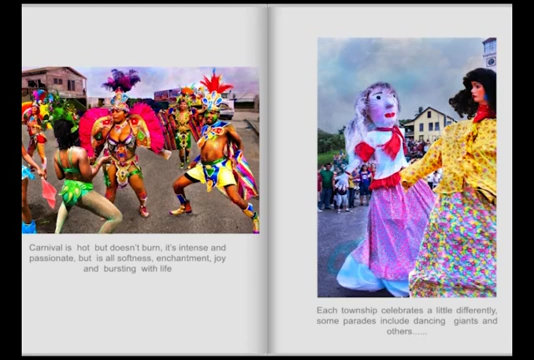 Carnival is hot but doesn't burn, it's intense and
passionate, but is all softness, enchantment, joy
and bursting with life
Each township celebrates a little differently,
some parades include dancing giants and
others......